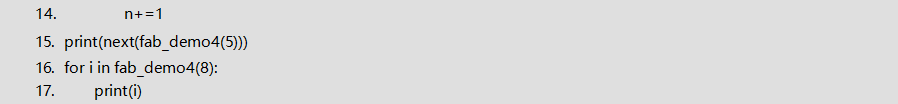 14. n+=1
15. print(next(fab_demo4(5)))
16. for i in fab_demo4(8):
17. print(i)